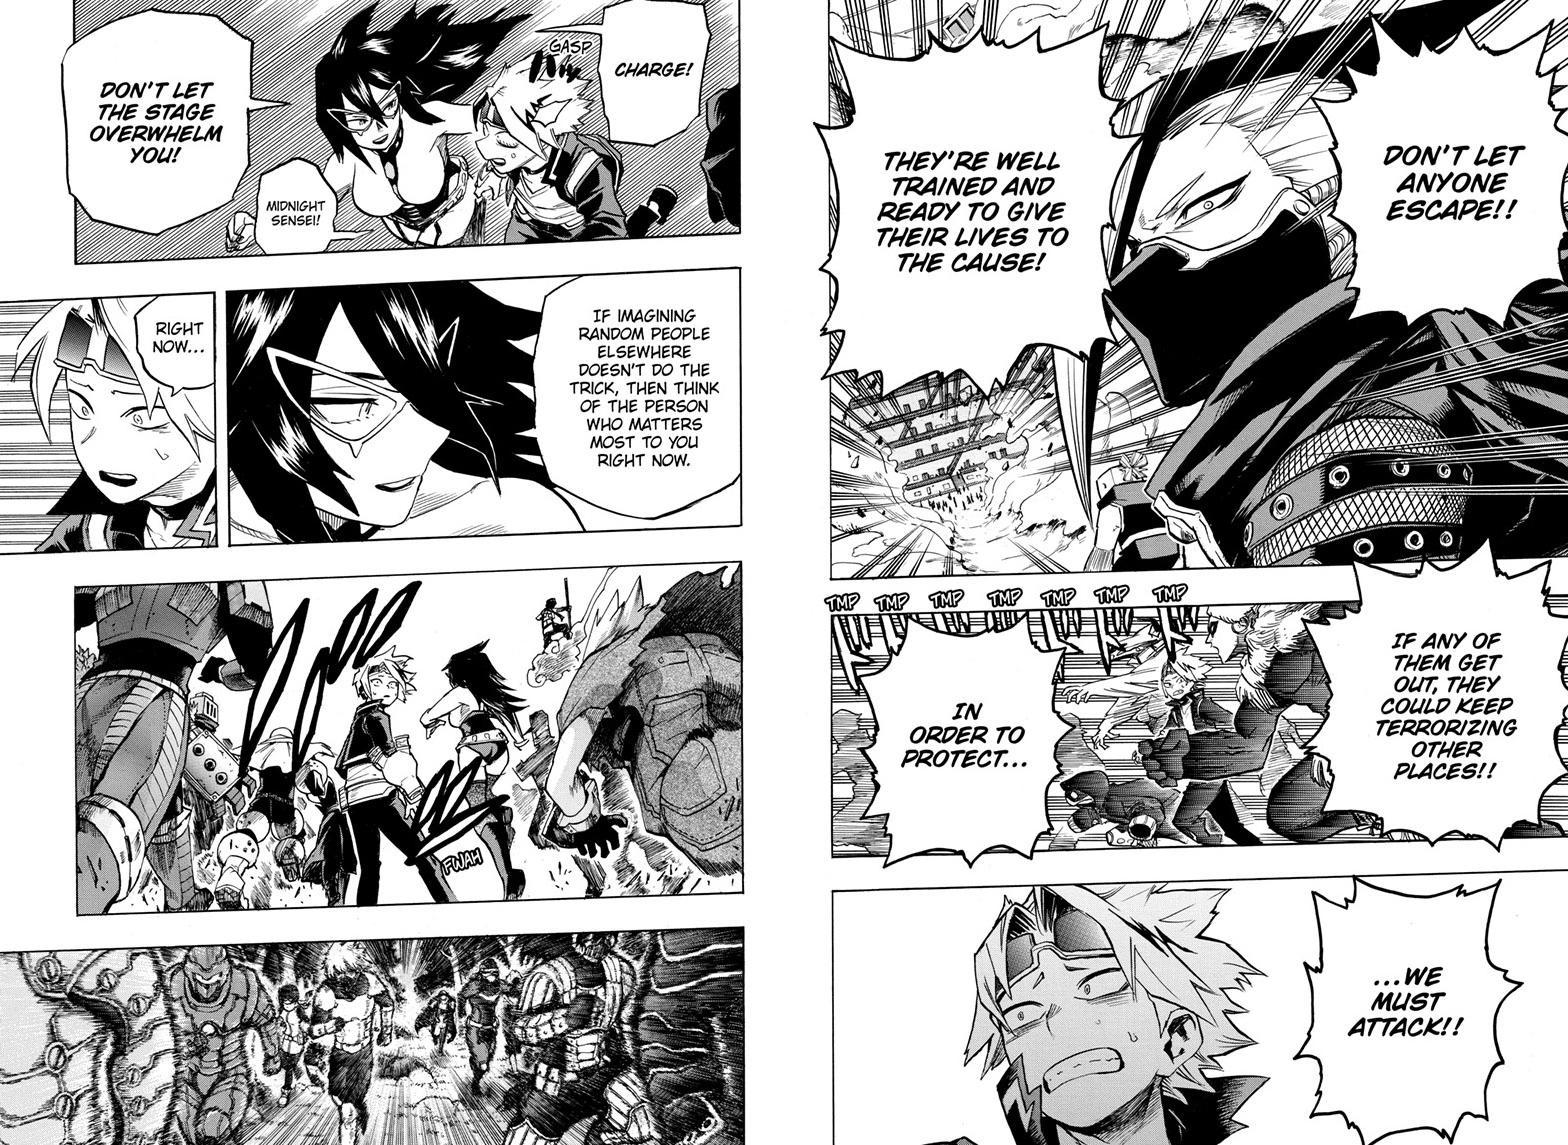 DON'T LET
ANYONE
ESCAPE!!
THEY'RE WELL
TRAINED AND
READY TO GIVE
THEIR LIVES TO
THE CAUSE!
TMP
TMP
TMP
TMP
TMP
TMP
TMP
IF ANY OF
THEM GET
OUT, THEY
COULD KEEP
TERRORIZING
OTHER
PLACES!!
IN
ORDER TO
PROTECT...
...WE
MUST
ATTACK!!
CHARGE!
GASP
MIDNIGHT
SENSEI!
DON'T LET
THE STAGE
OVERWHELM
YOU!
IF IMAGINING
RANDOM PEOPLE
ELSEWHERE
DOESN'T DO THE
TRICK, THEN THINK
OF THE PERSON
WHO MATTERS
MOST TO YOU
RIGHT NOW.
RIGHT
NOW...
FWAH